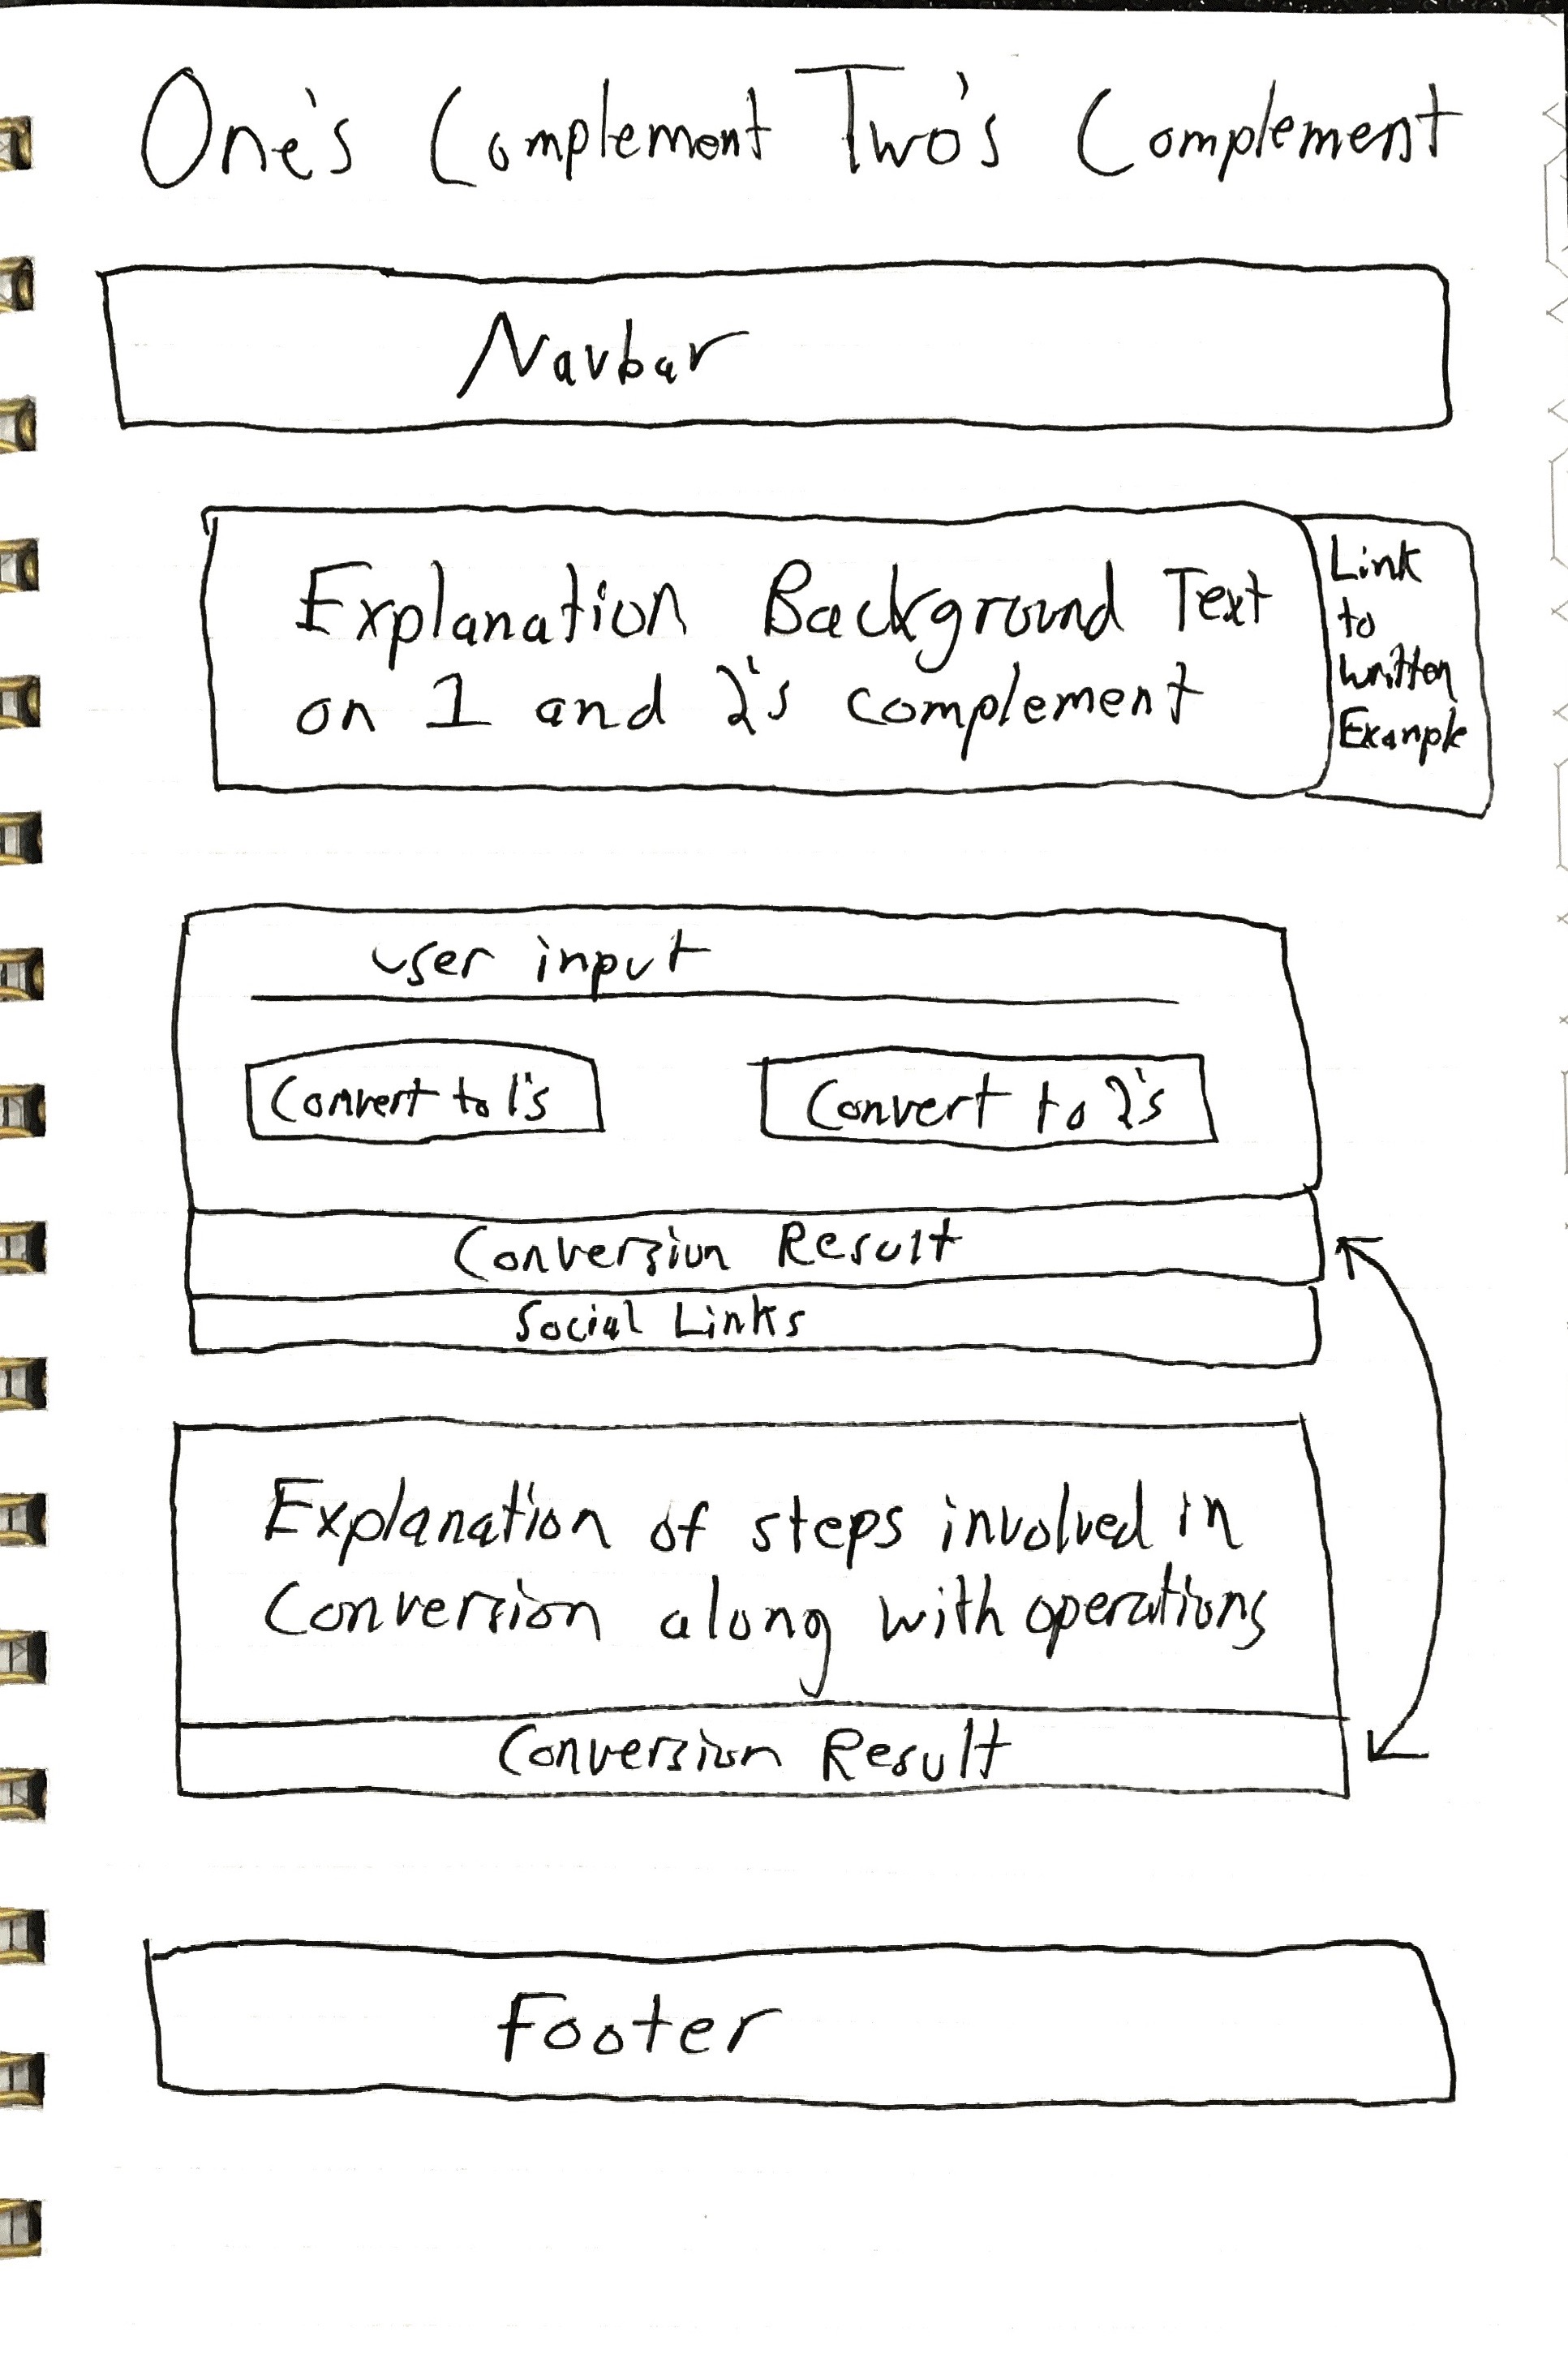 One's Complement Two's Complement
Navbar
Explanation Background Text
on 1 and 2's complement
Link
to
written
Example
user input
Convert to 1's
Convert to 2's
Conversion Result
Social Links
Explanation of steps involved in
Conversion along with operations
Conversion Result
Footer